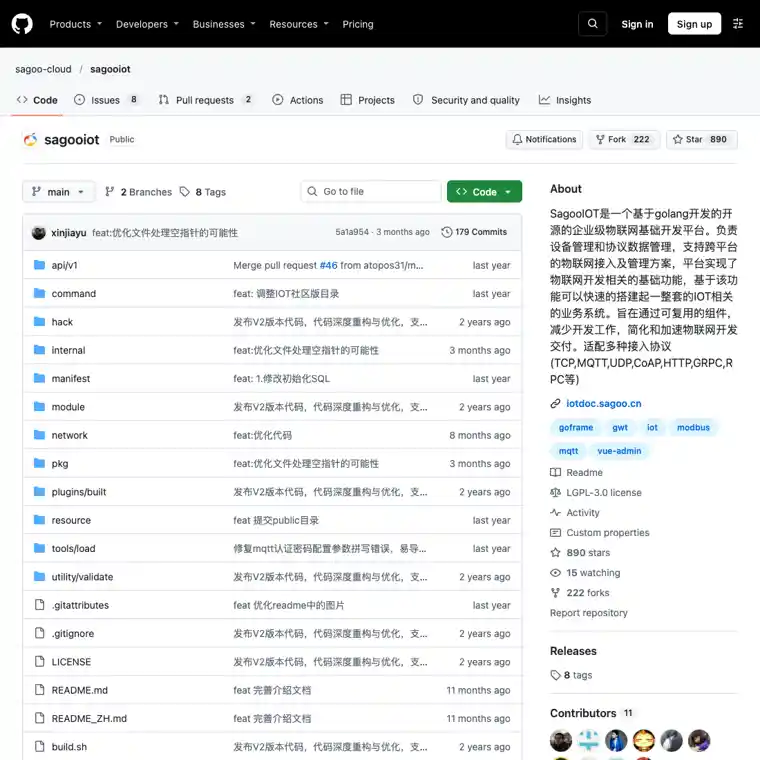 Products Developers Businesses Resources Pricing Sign in Sign up
sagoo-cloud / sagooiot
Code Issues 8 Pull requests 2 Actions Projects Security and quality Insights
sagooiot Public Notifications Fork 222 Star 890
main 2 Branches 8 Tags Go to file Code
xinjiayu feat:优化文件处理空指针的可能性 5a1a954 · 3 months ago 179 Commits
api/v1 Merge pull request #46 from atopos31/m... last year
command feat: 调整IOT社区版目录 last year
hack 发布V2版本代码，代码深度重构与优化，支... 2 years ago
internal feat:优化文件处理空指针的可能性 3 months ago
manifest feat: 1.修改初始化SQL last year
module 发布V2版本代码，代码深度重构与优化，支... 2 years ago
network feat:优化代码 8 months ago
pkg feat:优化文件处理空指针的可能性 3 months ago
plugins/built 发布V2版本代码，代码深度重构与优化，支... 2 years ago
resource feat 提交public目录 last year
tools/load 修复mqtt认证密码配置参数拼写错误，易导... last year
utility/validate 发布V2版本代码，代码深度重构与优化，支... 2 years ago
.gitattributes feat 优化readme中的图片 last year
.gitignore 发布V2版本代码，代码深度重构与优化，支... 2 years ago
LICENSE 发布V2版本代码，代码深度重构与优化，支... 2 years ago
README.md feat 完善介绍文档 11 months ago
README_ZH.md feat 完善介绍文档 11 months ago
build.sh 发布V2版本代码，代码深度重构与优化，支... 2 years ago
About
SagooIOT是一个基于golang开发的开
源的企业级物联网基础开发平台。负责
设备管理和协议数据管理，支持跨平台
的物联网接入及管理方案，平台实现了
物联网开发相关的基础功能，基于该功
能可以快速的搭建起一整套的IOT相关
的业务系统。旨在通过可复用的组件，
减少开发工作，简化和加速物联网开发
交付。适配多种接入协议
(TCP,MQTT,UDP,CoAP,HTTP,GRPC,R
PC等)
iotdoc.sagoo.cn
goframe gwt iot modbus
mqtt vue-admin
Readme
LGPL-3.0 license
Activity
Custom properties
890 stars
15 watching
222 forks
Report repository
Releases
8 tags
Contributors 11